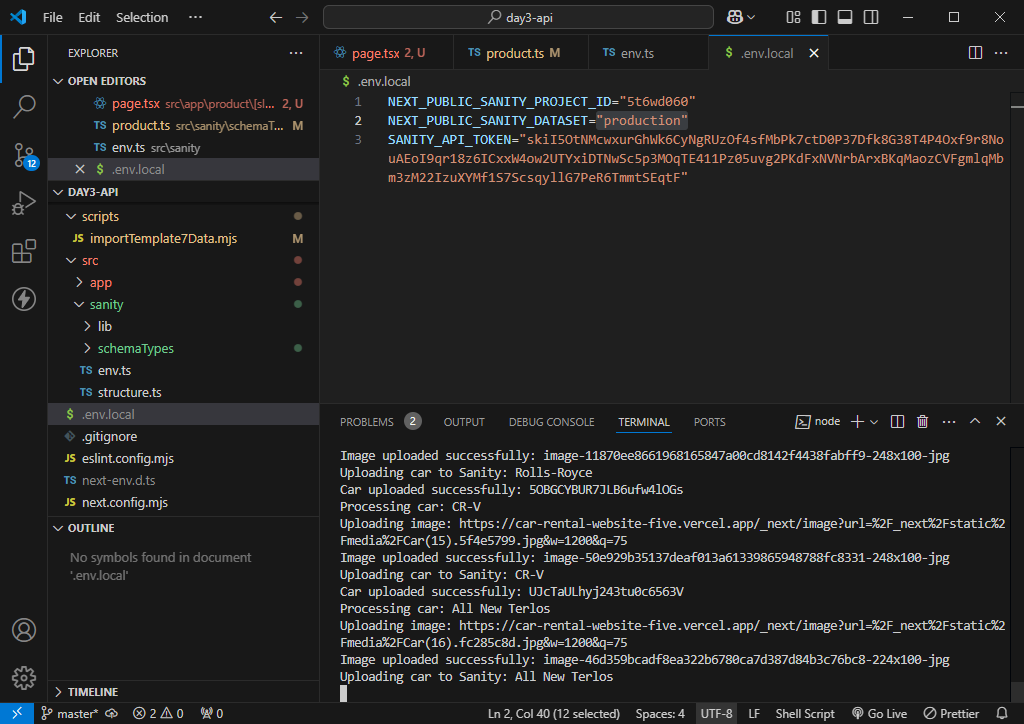 File Edit Selection ··· day3-api
EXPLORER
OPEN EDITORS
page.tsx src\app\product\[sl... 2, U
TS product.ts src\sanity\schemaT... M
TS env.ts src\sanity
$ .env.local
DAY3-API
scripts
JS importTemplate7Data.mjs M
src
app
sanity
lib
schemaTypes
TS env.ts
TS structure.ts
$ .env.local
.gitignore
JS eslint.config.mjs
TS next-env.d.ts
JS next.config.mjs
OUTLINE
No symbols found in document
'.env.local'
TIMELINE
12
page.tsx 2, U TS product.ts M TS env.ts $ .env.local
$ .env.local
1 NEXT_PUBLIC_SANITY_PROJECT_ID="5t6wd060"
2 NEXT_PUBLIC_SANITY_DATASET="production"
3 SANITY_API_TOKEN="skiI5OtNMcwxurGhWk6CyNgRUzOf4sfMbPk7ctD0P37Dfk8G38T4P4Oxf9r8No
uAEoI9qr18z6ICxxW4ow2UTYxiDTNwSc5p3MOqTE411Pz05uvg2PKdFxNVNrbArxBKqMaozCVFgmlqMb
m3zM22IzuXYMf1S7ScsqyllG7PeR6TmmtSEqtF"
PROBLEMS 2 OUTPUT DEBUG CONSOLE TERMINAL PORTS node
Image uploaded successfully: image-11870ee8661968165847a00cd8142f4438fabff9-248x100-jpg
Uploading car to Sanity: Rolls-Royce
Car uploaded successfully: 5OBGCYBUR7JLB6ufw4lOGs
Processing car: CR-V
Uploading image: https://car-rental-website-five.vercel.app/_next/image?url=%2F_next%2Fstatic%2
Fmedia%2FCar(15).5f4e5799.jpg&w=1200&q=75
Image uploaded successfully: image-50e929b35137deaf013a61339865948788fc8331-248x100-jpg
Uploading car to Sanity: CR-V
Car uploaded successfully: UJcTaULhyj243tu0c6563V
Processing car: All New Terlos
Uploading image: https://car-rental-website-five.vercel.app/_next/image?url=%2F_next%2Fstatic%2
Fmedia%2FCar(16).fc285c8d.jpg&w=1200&q=75
Image uploaded successfully: image-46d359bcadf8ea322b6780ca7d387d84b3c76bc8-224x100-jpg
Uploading car to Sanity: All New Terlos
master* 2 0 0 Ln 2, Col 40 (12 selected) Spaces: 4 UTF-8 LF Shell Script Go Live Prettier